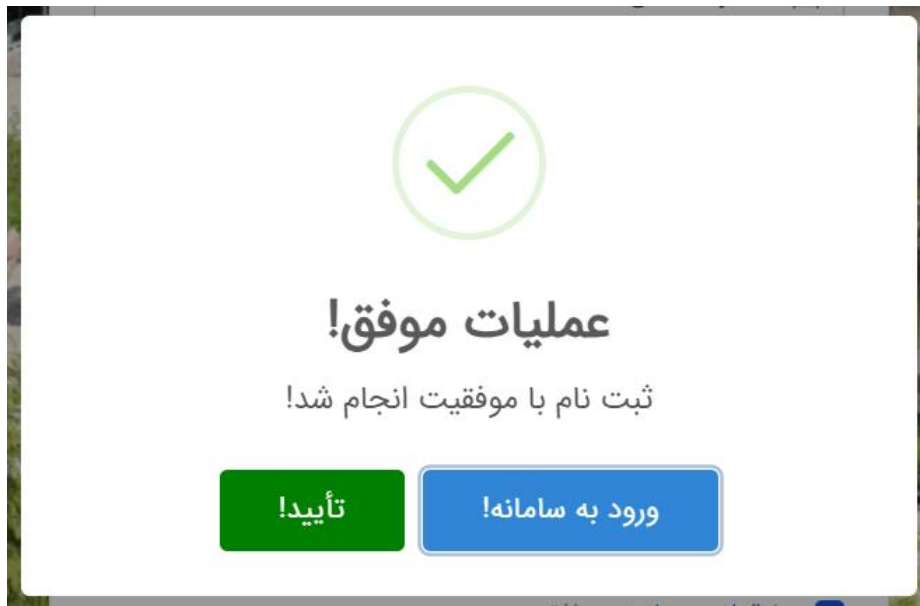 عملیات موفق!
ثبت نام با موفقیت انجام شد!
ورود به سامانه!
تأیید!